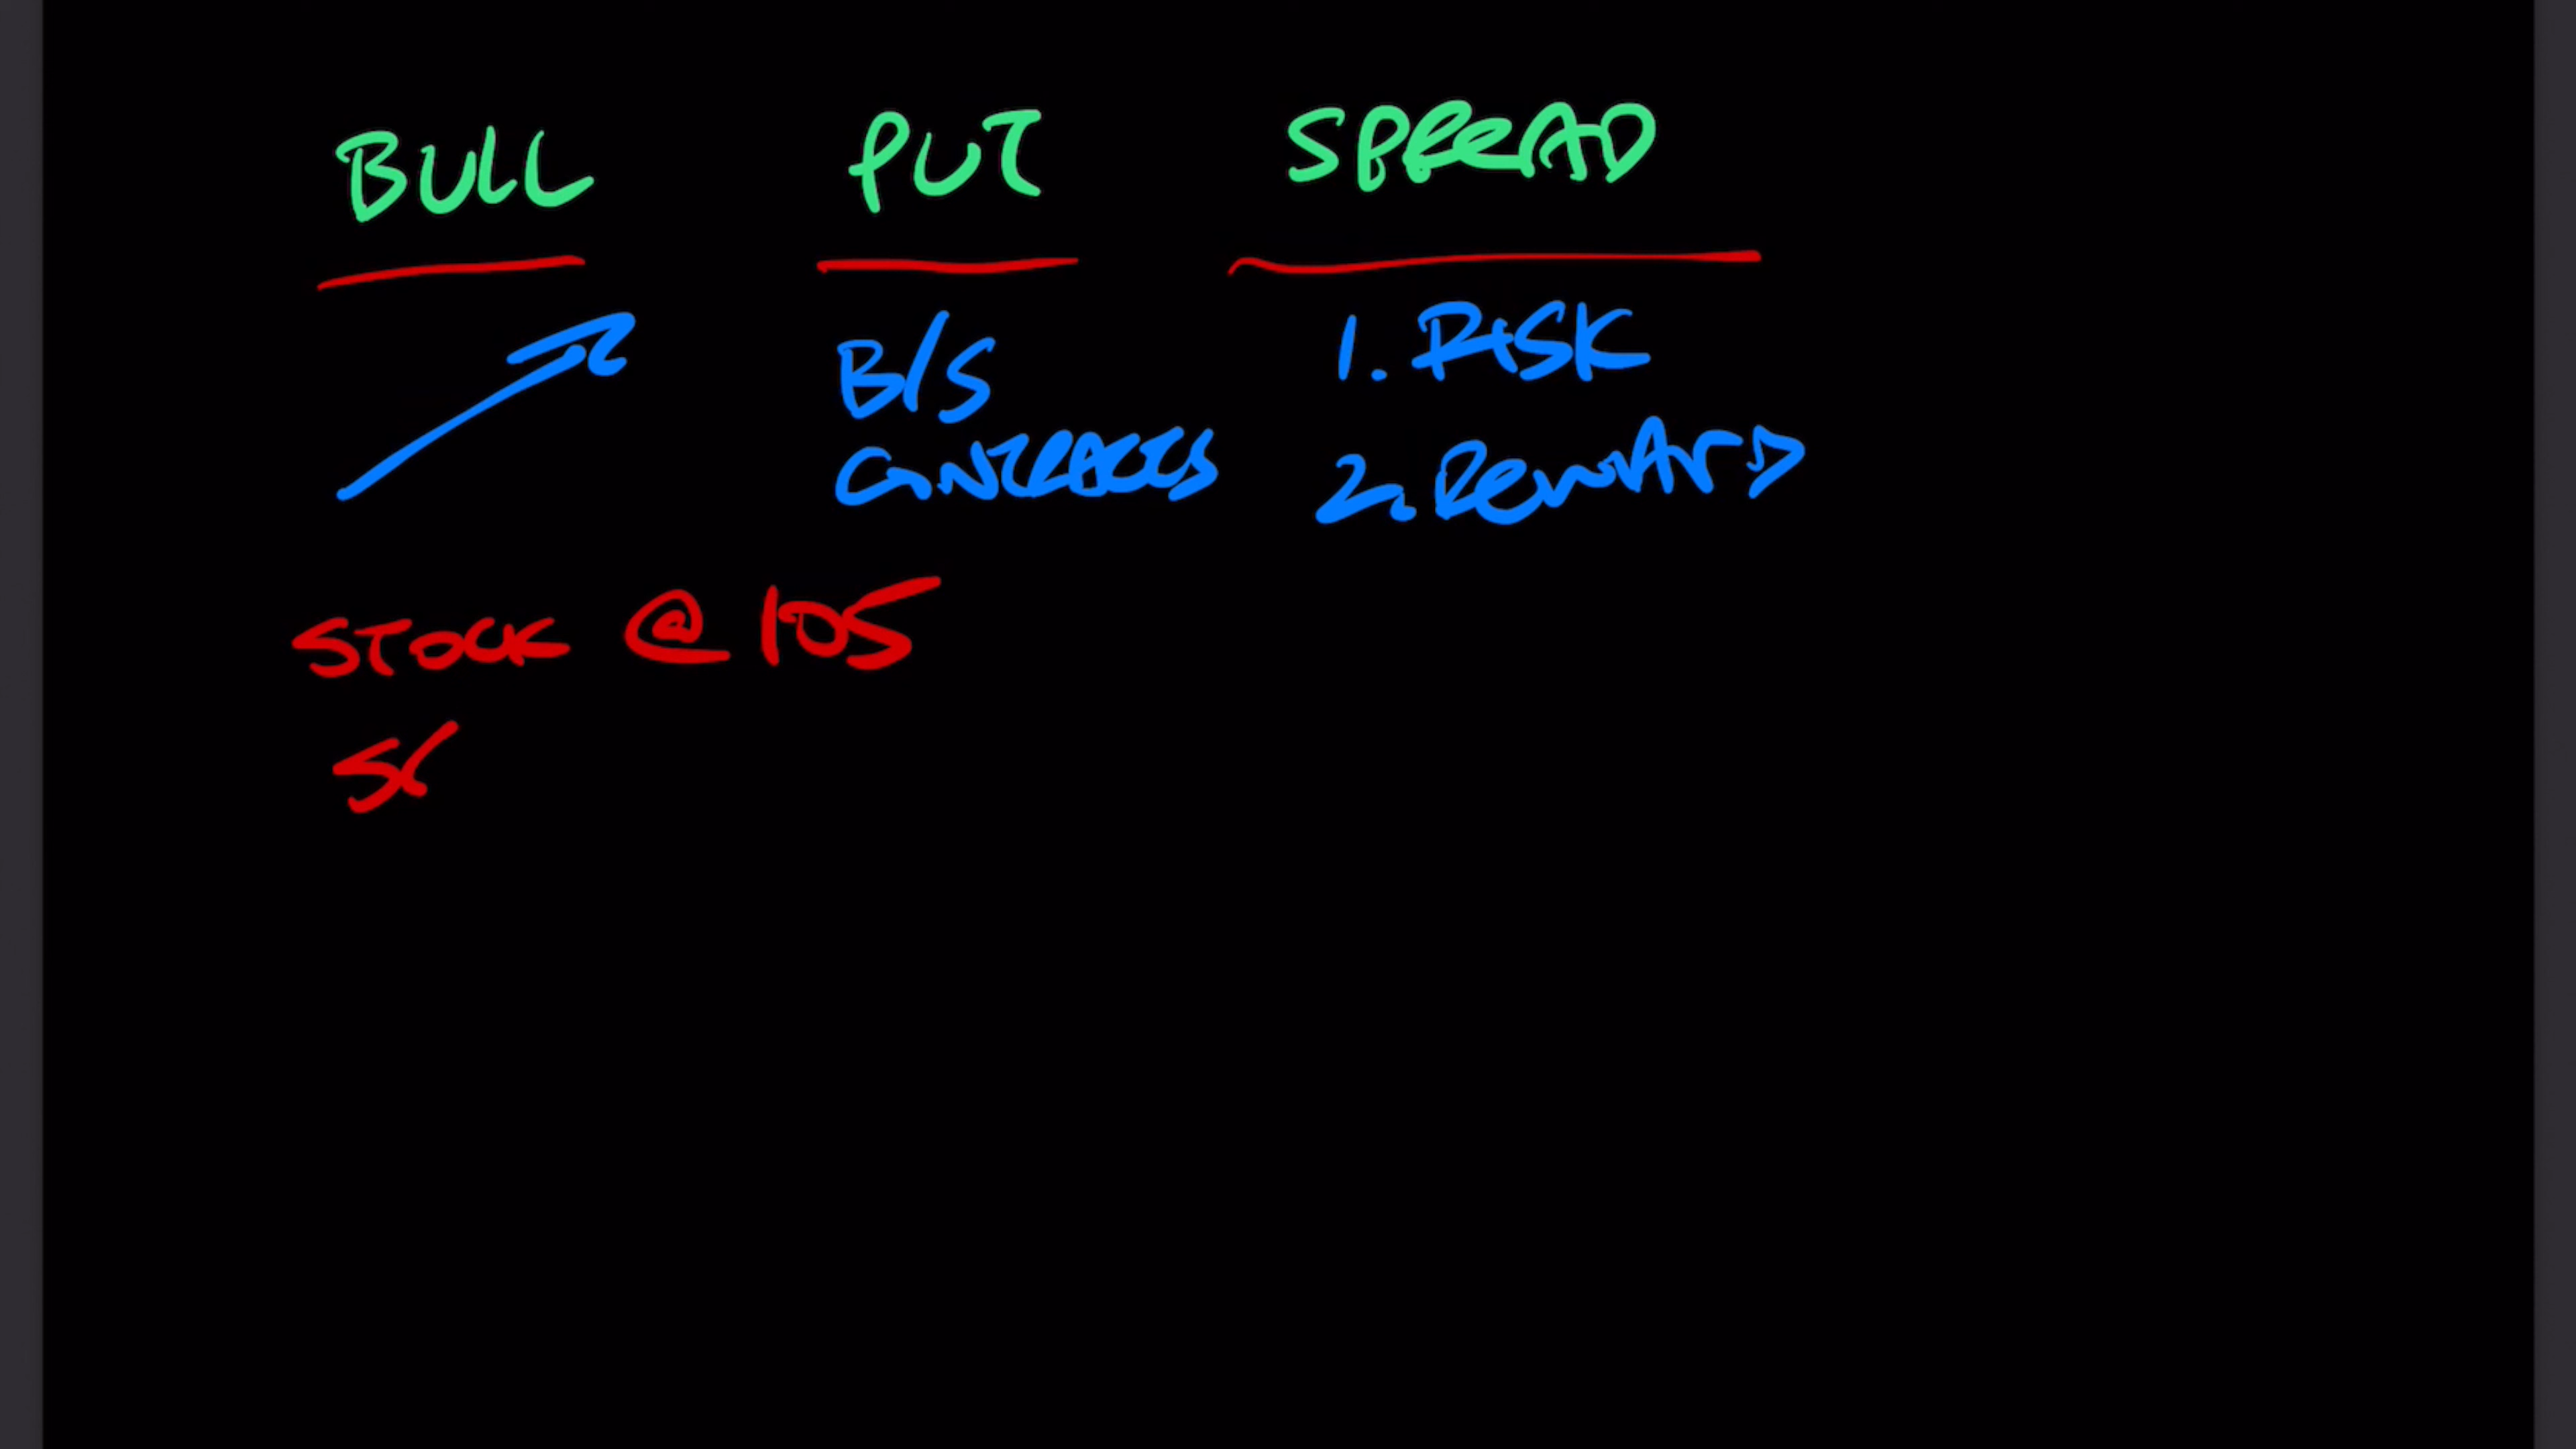 BULL PUT SPREAD
B/S 1. RISK
CONTRACTS 2. REWARD
STOCK @ 105